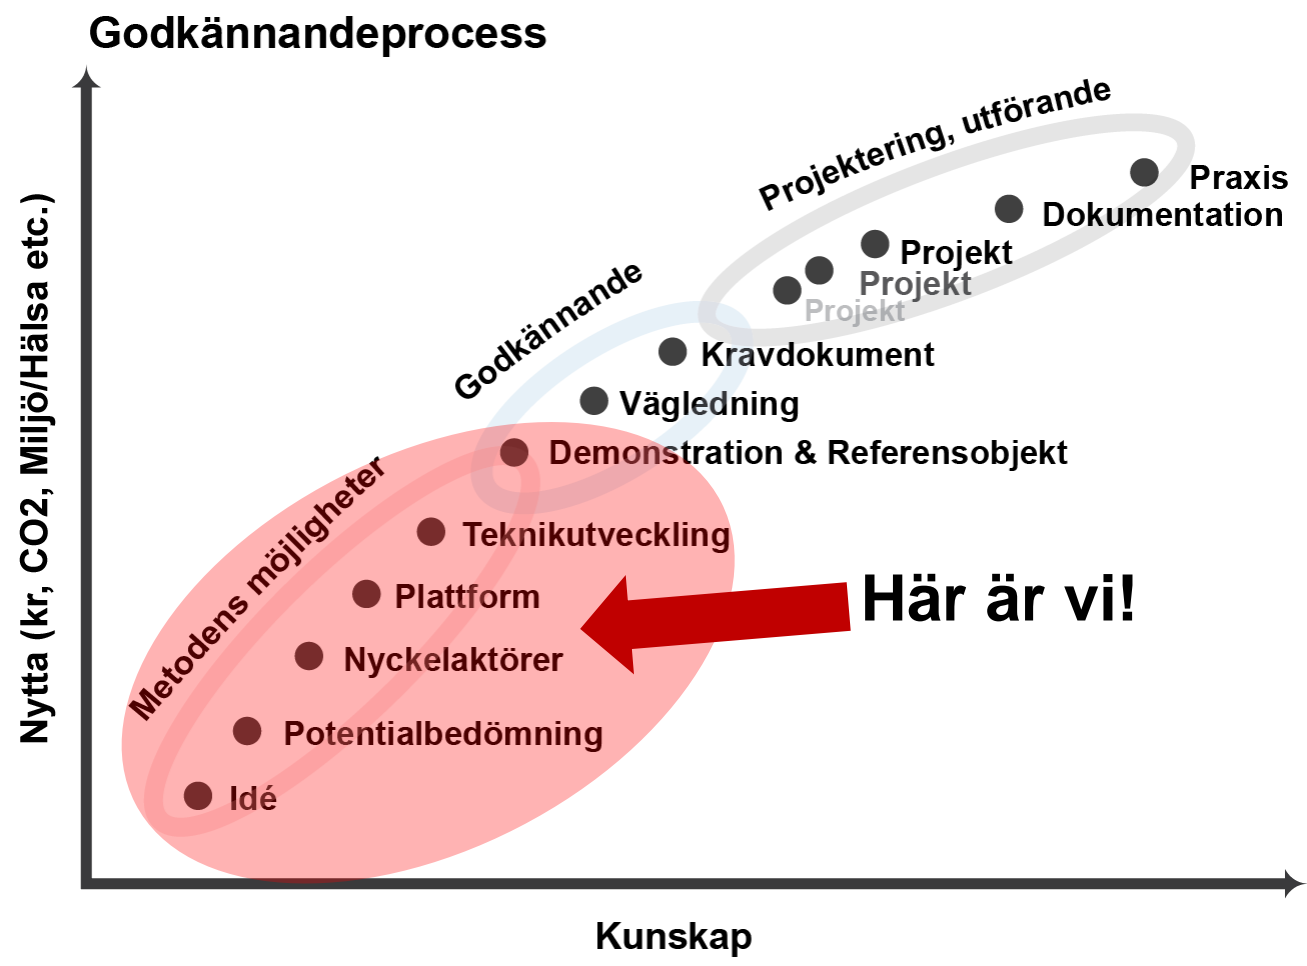 Godkännandeprocess
Nytta (kr, CO2, Miljö/Hälsa etc.)
Projektering, utförande
Praxis
Dokumentation
Projekt
Projekt
Projekt
Godkännande
Kravdokument
Vägledning
Demonstration & Referensobjekt
Metodens möjligheter
Teknikutveckling
Plattform
Här är vi!
Nyckelaktörer
Potentialbedömning
Idé
Kunskap